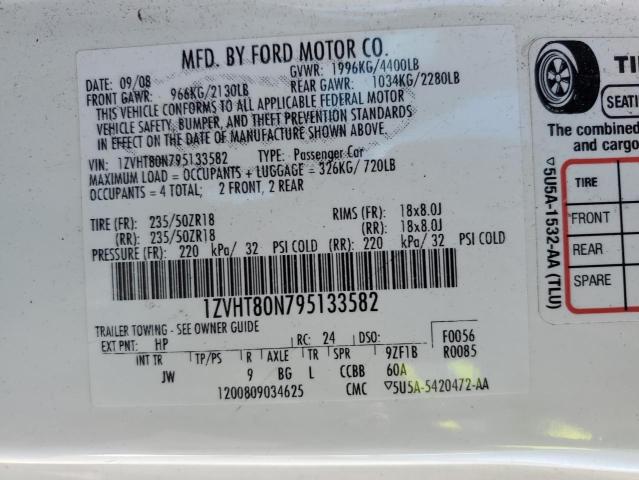 MFD. BY FORD MOTOR CO.
DATE: 09/08 GVWR: 1996KG/4400LB
FRONT GAWR: 966KG/2130LB REAR GAWR: 1034KG/2280LB
THIS VEHICLE CONFORMS TO ALL APPLICABLE FEDERAL MOTOR
VEHICLE SAFETY, BUMPER, AND THEFT PREVENTION STANDARDS
IN EFFECT ON THE DATE OF MANUFACTURE SHOWN ABOVE.
VIN: 1ZVHT80N795133582 TYPE: Passenger Car
MAXIMUM LOAD = OCCUPANTS + LUGGAGE = 326KG/ 720LB
OCCUPANTS = 4 TOTAL; 2 FRONT, 2 REAR
TIRE (FR): 235/50ZR18 RIMS (FR): 18x8.0J
(RR): 235/50ZR18 (RR): 18x8.0J
PRESSURE (FR): 220 kPa/ 32 PSI COLD (RR): 220 kPa/ 32 PSI COLD
1ZVHT80N795133582
TRAILER TOWING - SEE OWNER GUIDE
EXT PNT: HP RC: 24 DSO: F0056
INT TR TP/PS R AXLE TR SPR 9ZF1B R0085
JW 9 BG L CCBB 60A
1200809034625 CMC ▽5U5A-5420472-AA
TI
SEATI
The combined
and cargo
TIRE
FRONT
REAR
SPARE
▽5U5A-1532-AA (TLU)